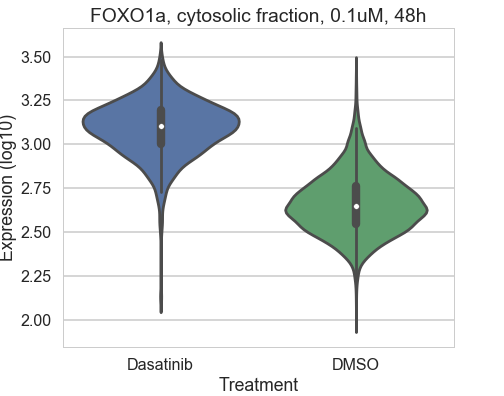 FOXO1a, cytosolic fraction, 0.1uM, 48h
Expression (log10)
3.50
3.25
3.00
2.75
2.50
2.25
2.00
Dasatinib DMSO
Treatment